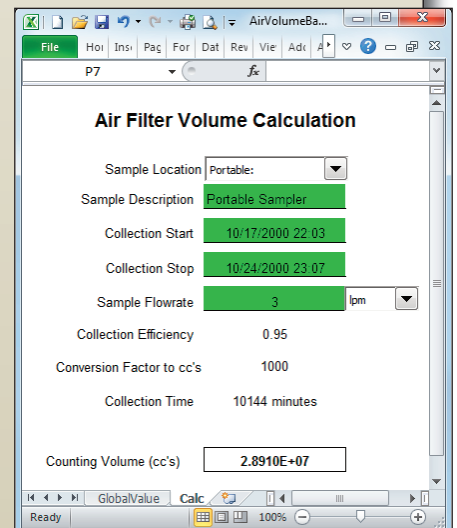 AirVolumeBa...
File Hoı Insı Paç For Dat Rev Vie Adc A
P7 fx
Air Filter Volume Calculation
Sample Location Portable:
Sample Description Portable Sampler
Collection Start 10/17/2000 22:03
Collection Stop 10/24/2000 23:07
Sample Flowrate 3 lpm
Collection Efficiency 0.95
Conversion Factor to cc's 1000
Collection Time 10144 minutes
Counting Volume (cc's) 2.8910E+07
GlobalValue Calc
Ready 100%